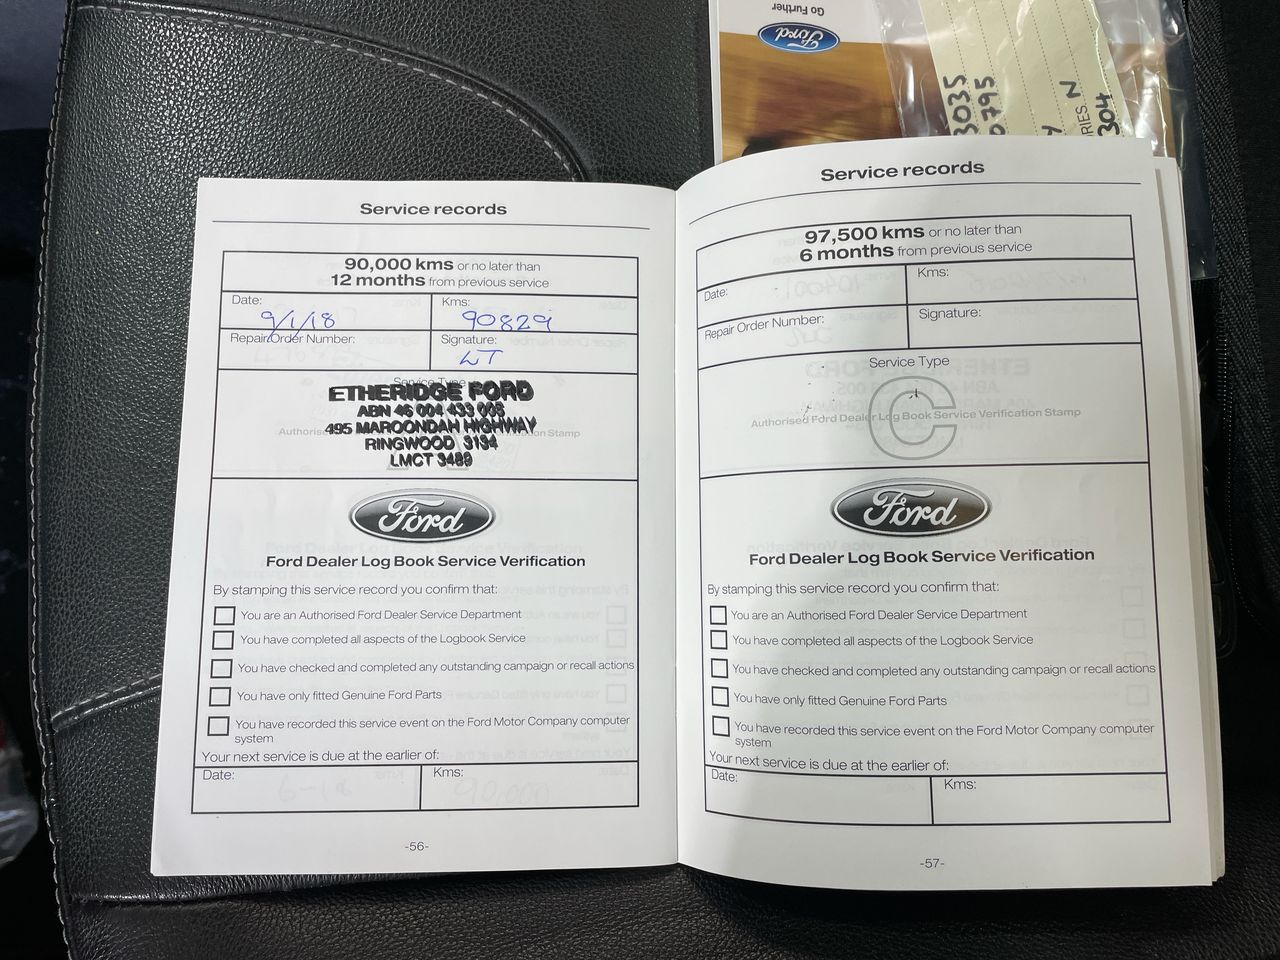 Go Further
Ford
3035
0795
RIES. N
304
Service records
90,000 kms or no later than
12 months from previous service
Date:
9/1/18
Kms:
90829
Repair Order Number:
Signature:
LT
Service Type
ETHERIDGE FORD
ABN 46 004 433 008
495 MAROONDAH HIGHWAY
Authorised
ion Stamp
RINGWOOD 3134
LMCT 3489
Ford
Ford Dealer Log Book Service Verification
By stamping this service record you confirm that:
You are an Authorised Ford Dealer Service Department
You have completed all aspects of the Logbook Service
You have checked and completed any outstanding campaign or recall actions
You have only fitted Genuine Ford Parts
You have recorded this service event on the Ford Motor Company computer
system
Your next service is due at the earlier of:
Date:
Kms:
-56-
Service records
97,500 kms or no later than
6 months from previous service
Date:
Kms:
Repair Order Number:
Signature:
Service Type
C
Authorised Ford Dealer Log Book Service Verification Stamp
Ford
Ford Dealer Log Book Service Verification
By stamping this service record you confirm that:
You are an Authorised Ford Dealer Service Department
You have completed all aspects of the Logbook Service
You have checked and completed any outstanding campaign or recall actions
You have only fitted Genuine Ford Parts
You have recorded this service event on the Ford Motor Company computer
system
Your next service is due at the earlier of:
Date:
Kms:
-57-